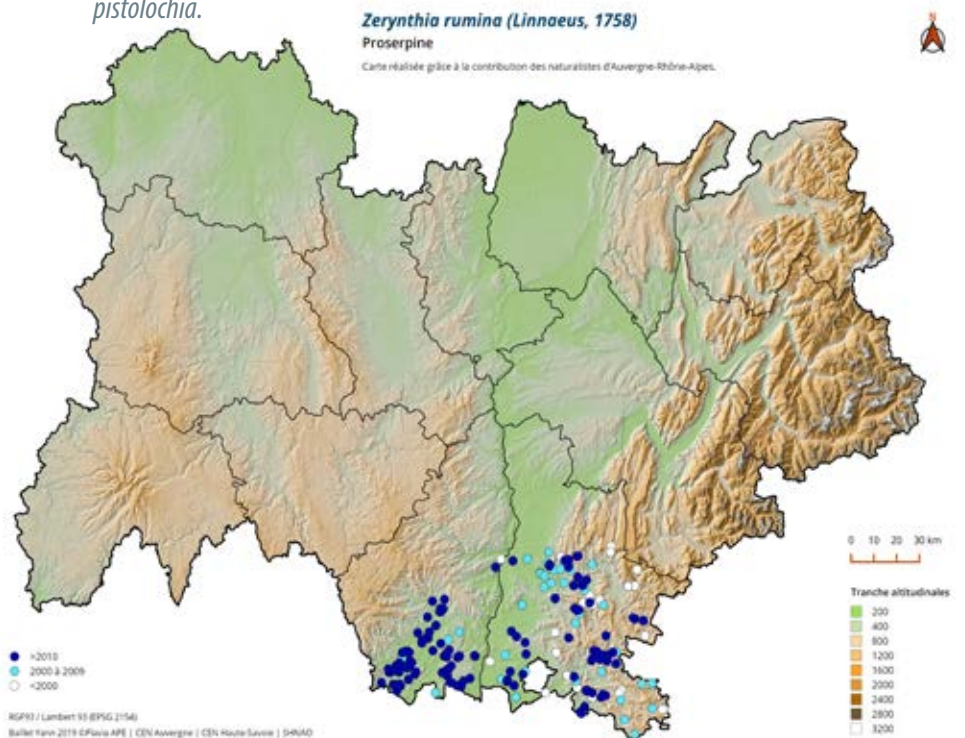 pistolochia.
Zerynthia rumina (Linnaeus, 1758)
Proserpine
Carte réalisée grâce à la contribution des naturalistes d'Auvergne-Rhône-Alpes.
N
0 10 20 30 km
Tranche altitudinales
200
400
800
1200
1600
2000
2400
2800
3200
>2010
2000 à 2009
<2000
RGF93 / Lambert 93 (EPSG 2154)
Baillet Yann 2019 ©Flavia APE | CEN Auvergne | CEN Haute-Savoie | SHNAO